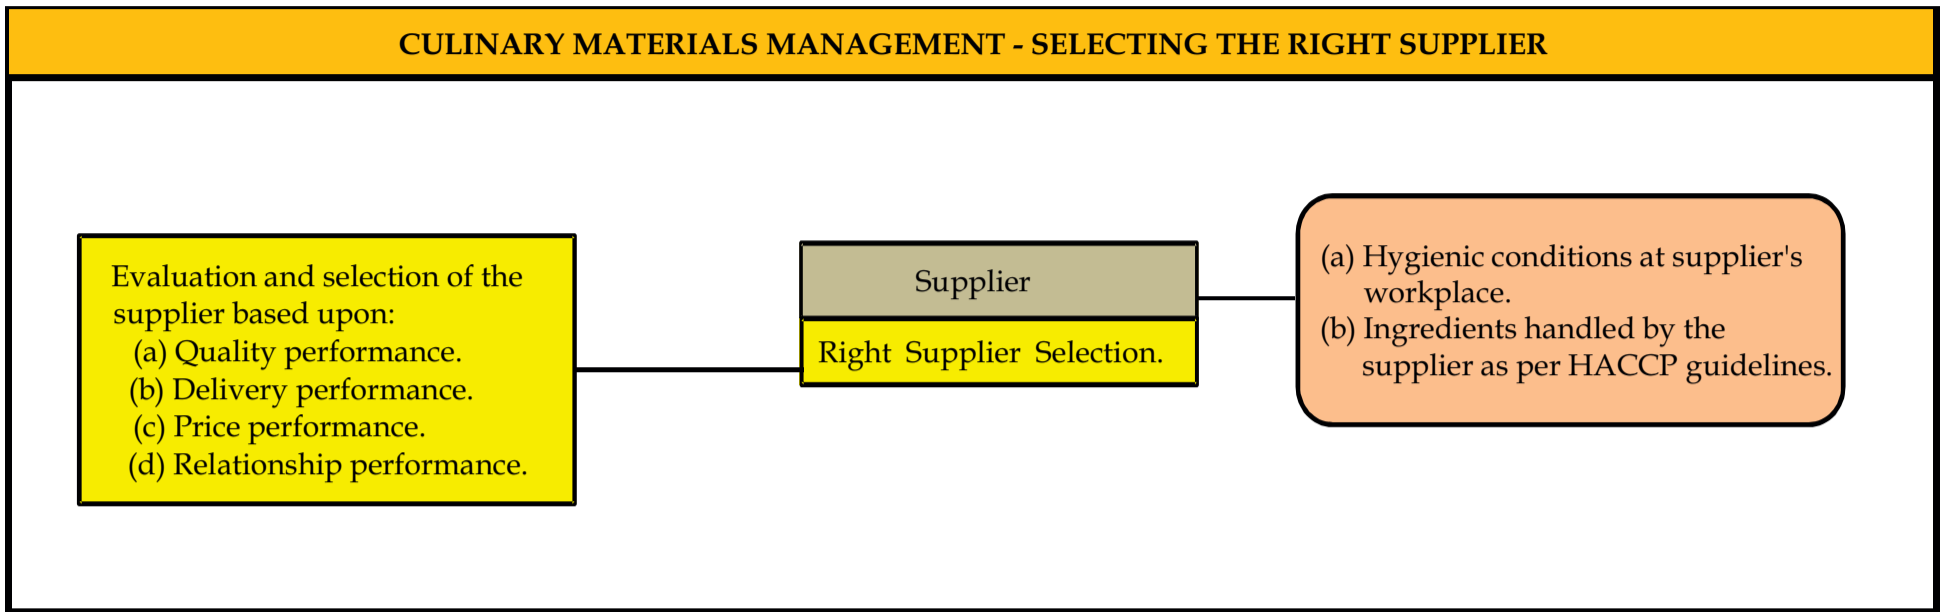 CULINARY MATERIALS MANAGEMENT - SELECTING THE RIGHT SUPPLIER
Evaluation and selection of the
supplier based upon:
(a) Quality performance.
(b) Delivery performance.
(c) Price performance.
(d) Relationship performance.
Supplier
Right Supplier Selection.
(a) Hygienic conditions at supplier's
workplace.
(b) Ingredients handled by the
supplier as per HACCP guidelines.